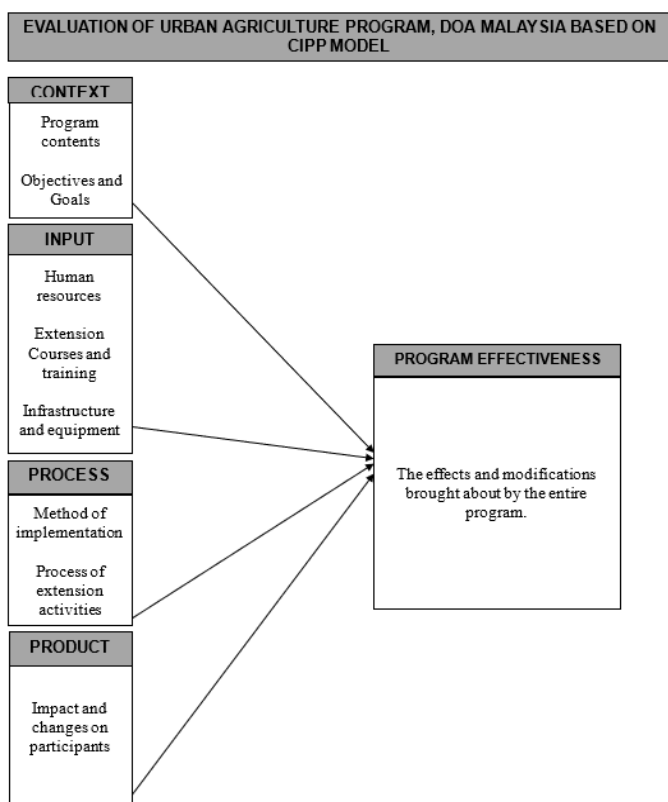 EVALUATION OF URBAN AGRICULTURE PROGRAM, DOA MALAYSIA BASED ON
CIPP MODEL
CONTEXT
Program
contents
Objectives and
Goals
INPUT
Human
resources
Extension
Courses and
training
Infrastructure
and equipment
PROCESS
Method of
implementation
Process of
extension
activities
PRODUCT
Impact and
changes on
participants
PROGRAM EFFECTIVENESS
The effects and modifications
brought about by the entire
program.